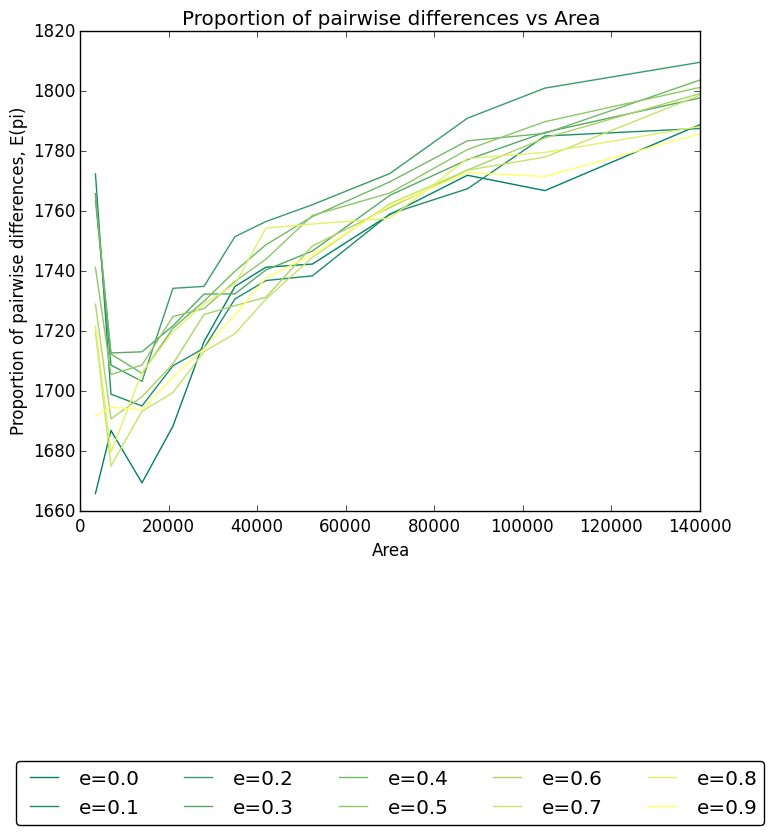 Proportion of pairwise differences vs Area
Proportion of pairwise differences, E(pi)
1820
1800
1780
1760
1740
1720
1700
1680
1660
0 20000 40000 60000 80000 100000 120000 140000
Area
e=0.0 e=0.2 e=0.4 e=0.6 e=0.8
e=0.1 e=0.3 e=0.5 e=0.7 e=0.9